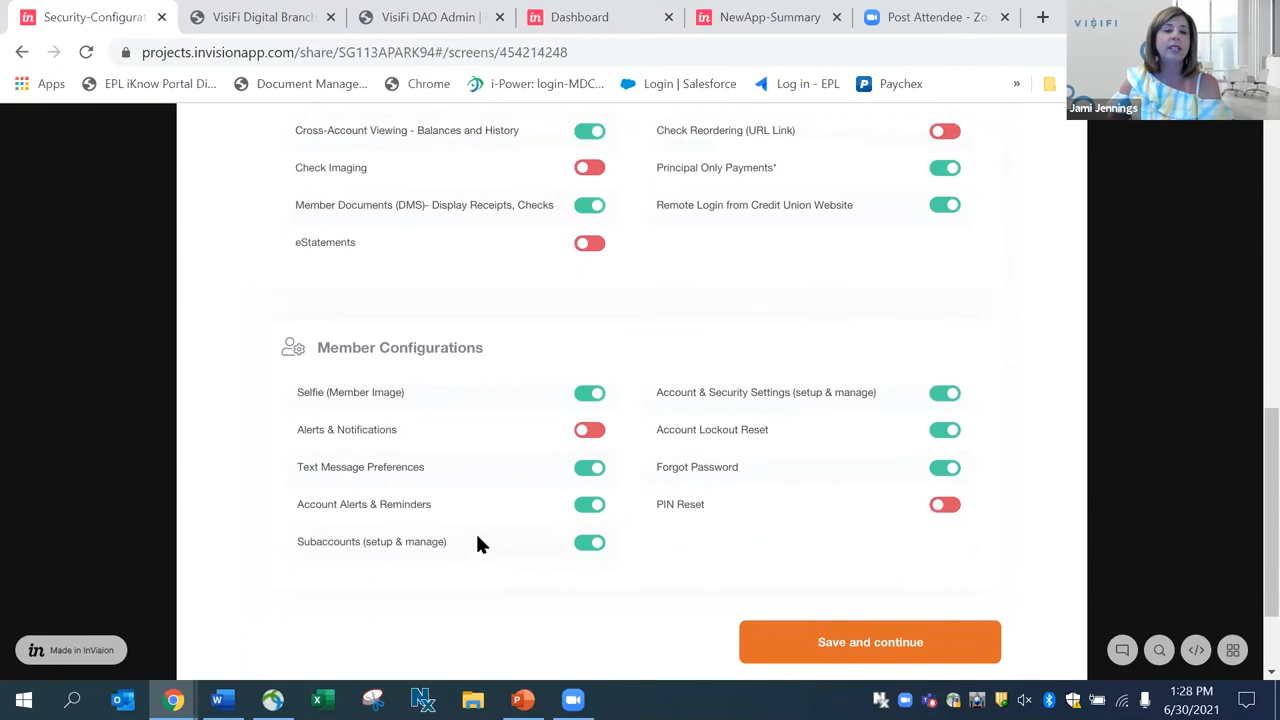 Security-Configurat
VisiFi Digital Branch
VisiFi DAO Admin |
Dashboard
NewApp-Summary
Post Attendee - Zo
VISIFI
projects.invisionapp.com/share/SG113APARK94#/screens/454214248
Apps
EPL iKnow Portal Di...
Document Manage...
Chrome
i-Power: login-MDC...
Login | Salesforce
Log in - EPL
Paychex
»
Jami Jennings
Cross-Account Viewing - Balances and History
Check Reordering (URL Link)
Check Imaging
Principal Only Payments*
Member Documents (DMS)- Display Receipts, Checks
Remote Login from Credit Union Website
eStatements
Member Configurations
Selfie (Member Image)
Account & Security Settings (setup & manage)
Alerts & Notifications
Account Lockout Reset
Text Message Preferences
Forgot Password
Account Alerts & Reminders
PIN Reset
Subaccounts (setup & manage)
Save and continue
in Made in InVision
1:28 PM
6/30/2021